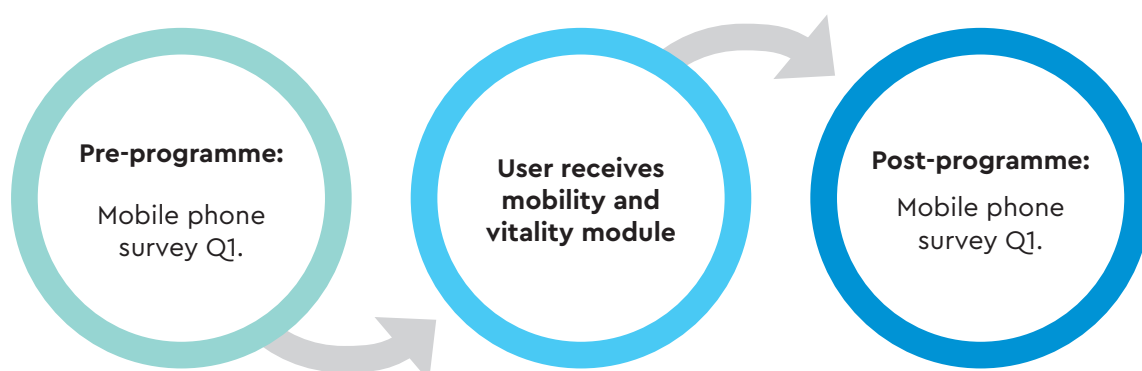 Pre-programme:
Mobile phone
survey Q1.
User receives
mobility and
vitality module
Post-programme:
Mobile phone
survey Q1.